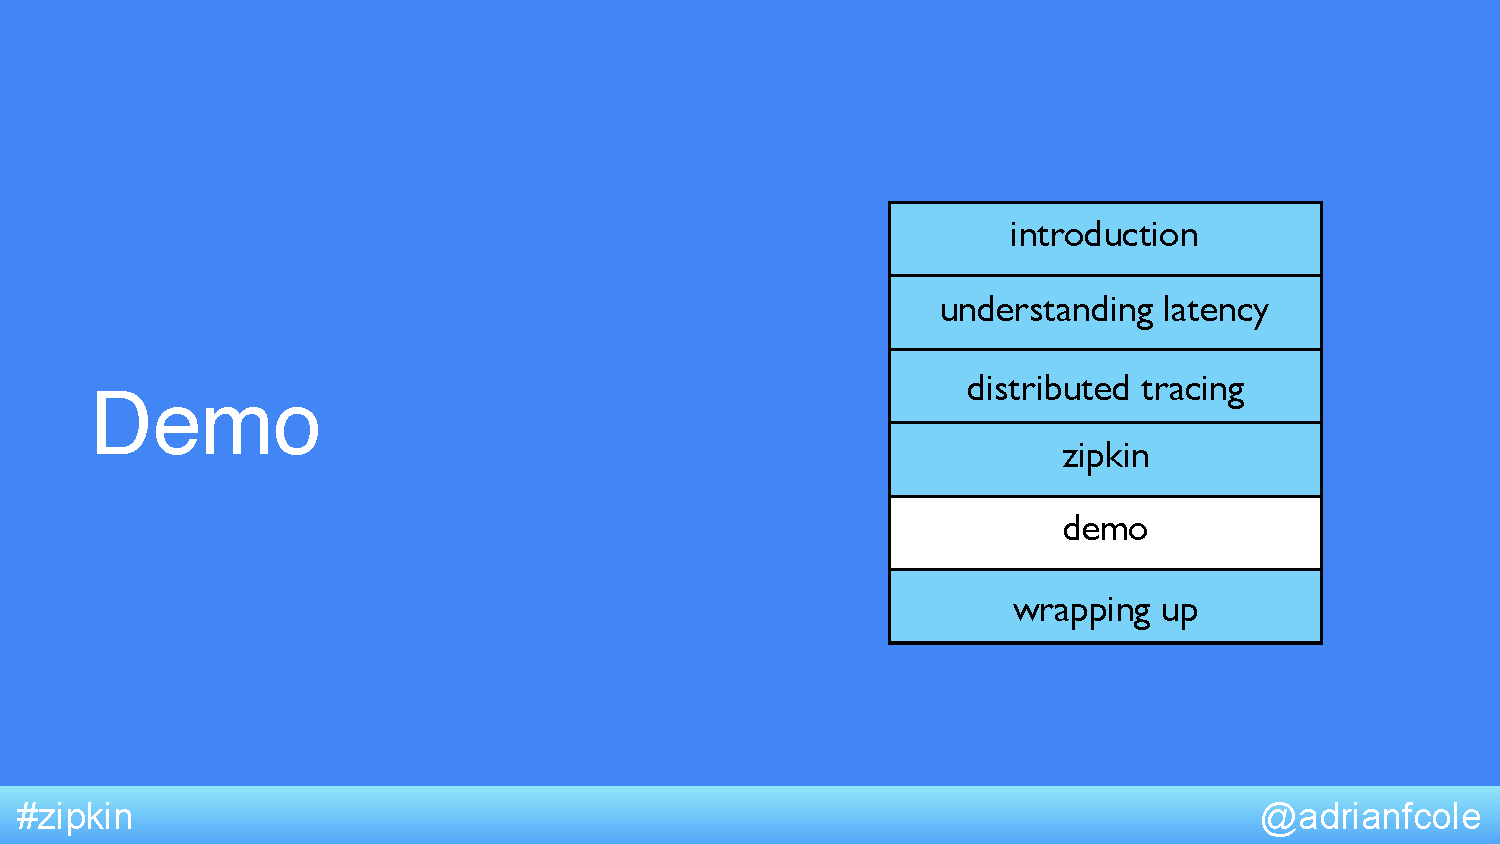 Demo
introduction
understanding latency
distributed tracing
zipkin
demo
wrapping up
#zipkin
@adrianfcole